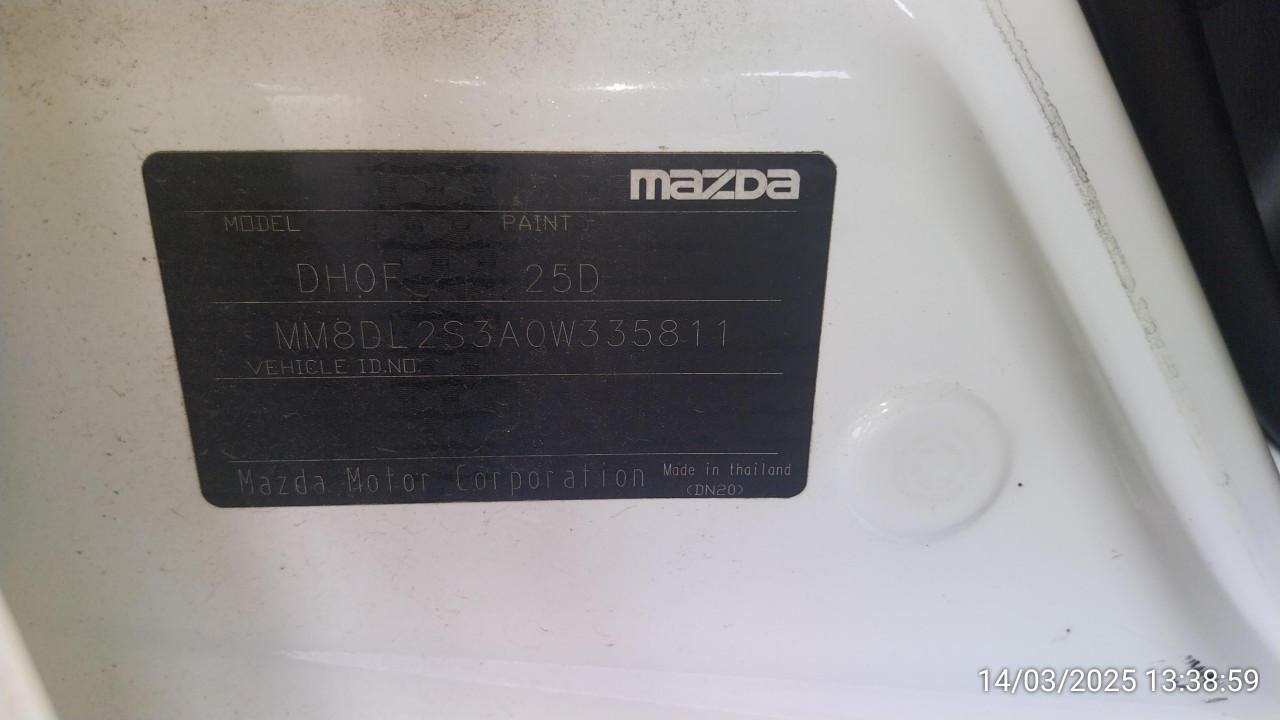 mazda
MODEL PAINT
DH0F 25D
MM8DL2S3A0W335811
VEHICLE ID.NO.
Mazda Motor Corporation Made in thailand
(DN20)
14/03/2025 13:38:59